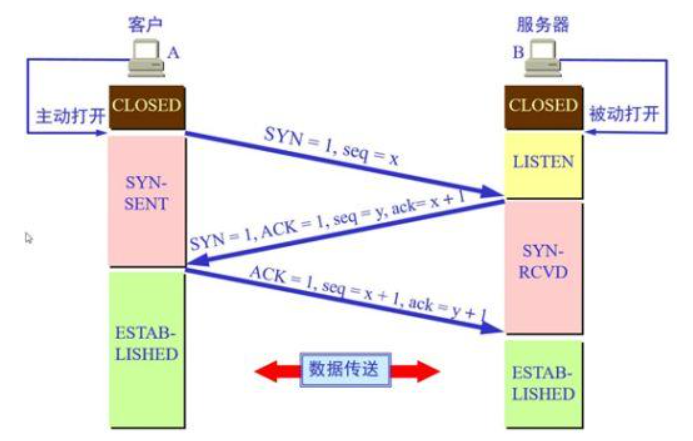 客户
服务器
A
B
主动打开
CLOSED
CLOSED
被动打开
SYN = 1, seq = x
LISTEN
SYN-
SENT
SYN = 1, ACK = 1, seq = y, ack= x + 1
SYN-
RCVD
ACK = 1, seq = x + 1, ack = y + 1
ESTAB-
LISHED
数据传送
ESTAB-
LISHED